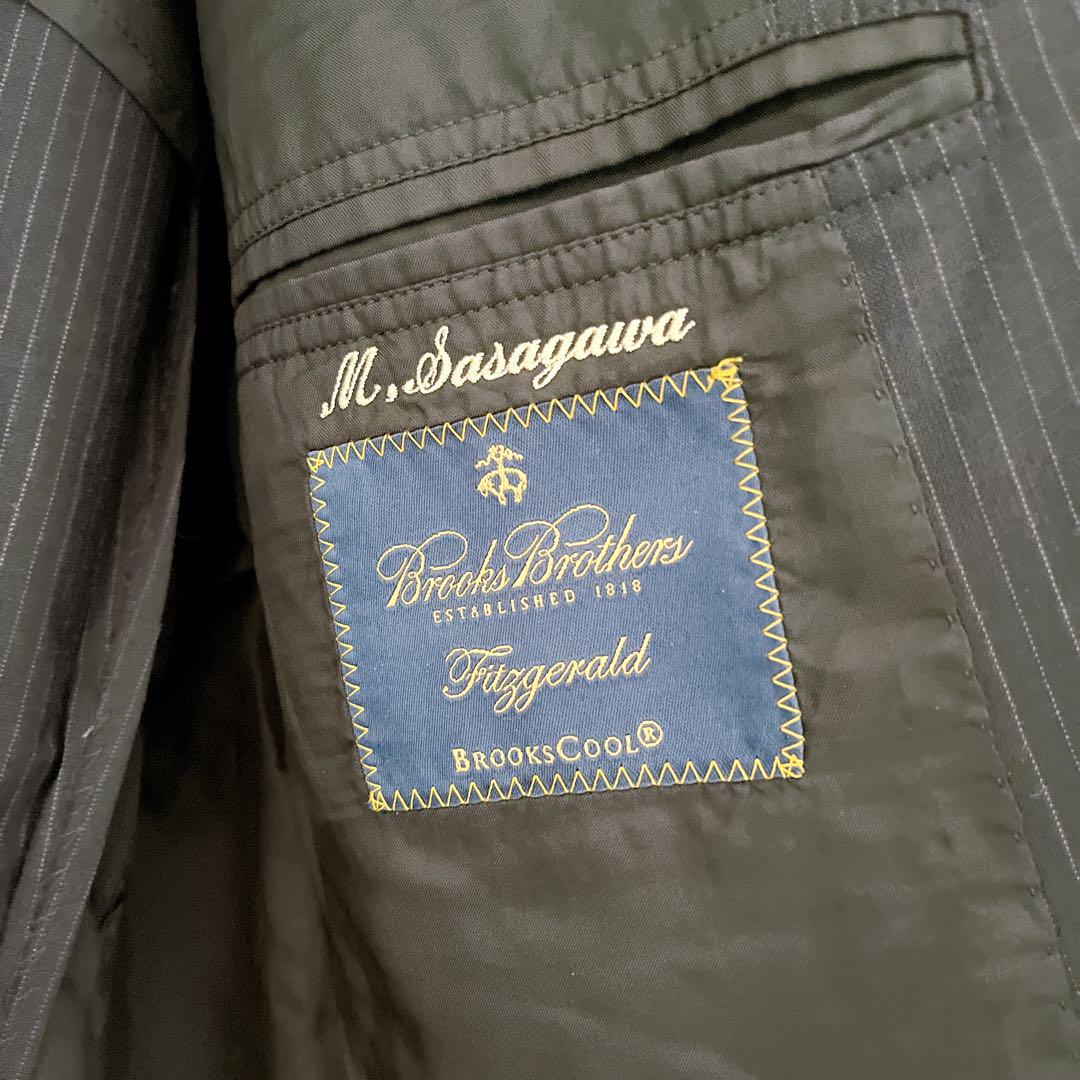 M. Sasagawa
Brooks Brothers
ESTABLISHED 1818
Fitzgerald
BROOKSCOOL®